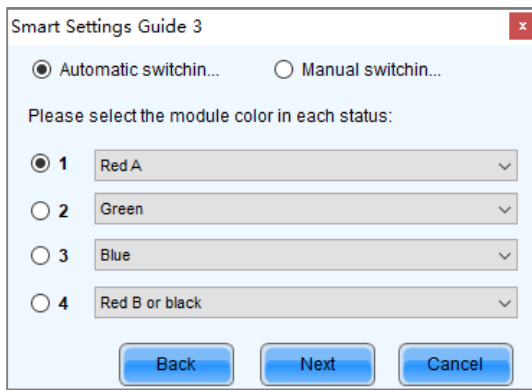 Smart Settings Guide 3
x
Automatic switchin... Manual switchin...
Please select the module color in each status:
1 Red A
2 Green
3 Blue
4 Red B or black
Back Next Cancel